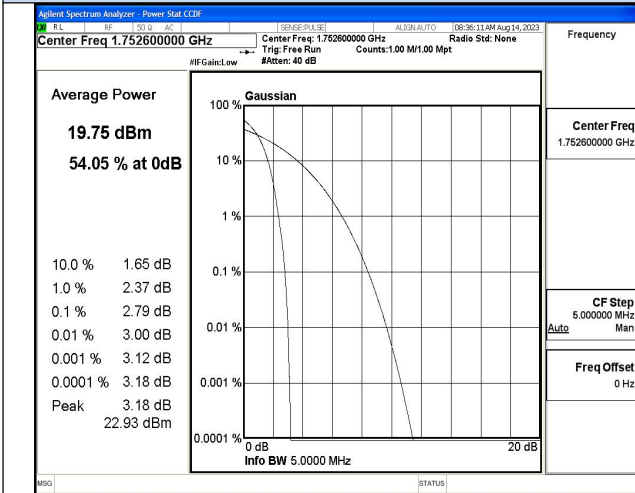 Agilent Spectrum Analyzer - Power Stat CCDF
RL RF 50 Ω AC SENSE:PULSE ALIGN AUTO 08:36:11 AM Aug 14, 2023
Center Freq 1.752600000 GHz
Center Freq: 1.752600000 GHz Radio Std: None
Trig: Free Run Counts:1.00 M/1.00 Mpt
#IFGain:Low #Atten: 40 dB
Frequency
Average Power
19.75 dBm
54.05 % at 0dB
10.0 % 1.65 dB
1.0 % 2.37 dB
0.1 % 2.79 dB
0.01 % 3.00 dB
0.001 % 3.12 dB
0.0001 % 3.18 dB
Peak 3.18 dB
22.93 dBm
Gaussian
100 %
10 %
1 %
0.1 %
0.01 %
0.001 %
0.0001 %
0 dB 20 dB
Info BW 5.0000 MHz
Center Freq
1.752600000 GHz
CF Step
5.000000 MHz
Auto Man
Freq Offset
0 Hz
MSG STATUS